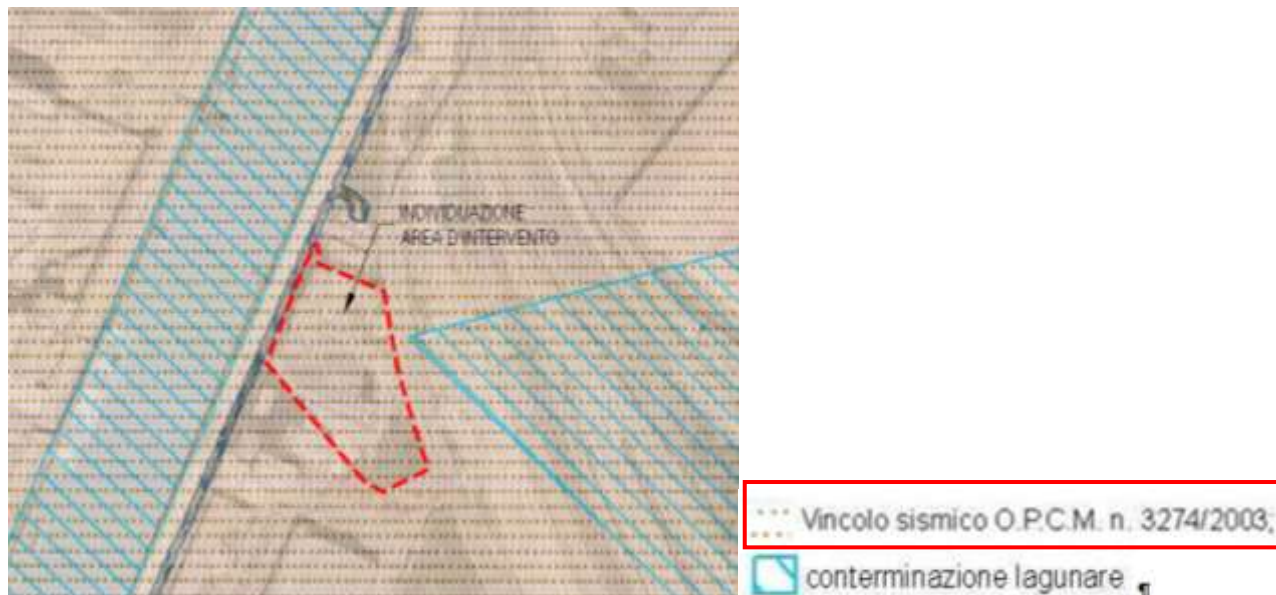 INDIVIDUAZIONE
AREA D'INTERVENTO
Vincolo sismico O.P.C.M. n. 3274/2003;
conterminazione lagunare ¶